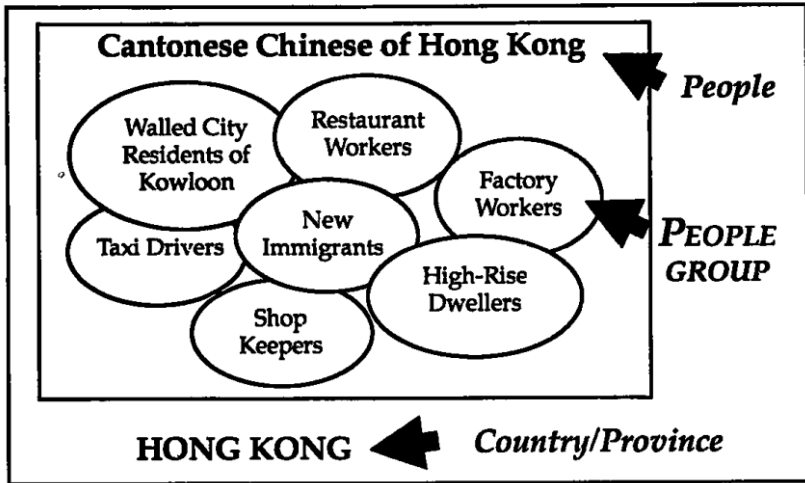 Cantonese Chinese of Hong Kong
People
Walled City
Residents of
Kowloon
Restaurant
Workers
Factory
Workers
PEOPLE
GROUP
Taxi Drivers
New
Immigrants
High-Rise
Dwellers
Shop
Keepers
HONG KONG
Country/Province